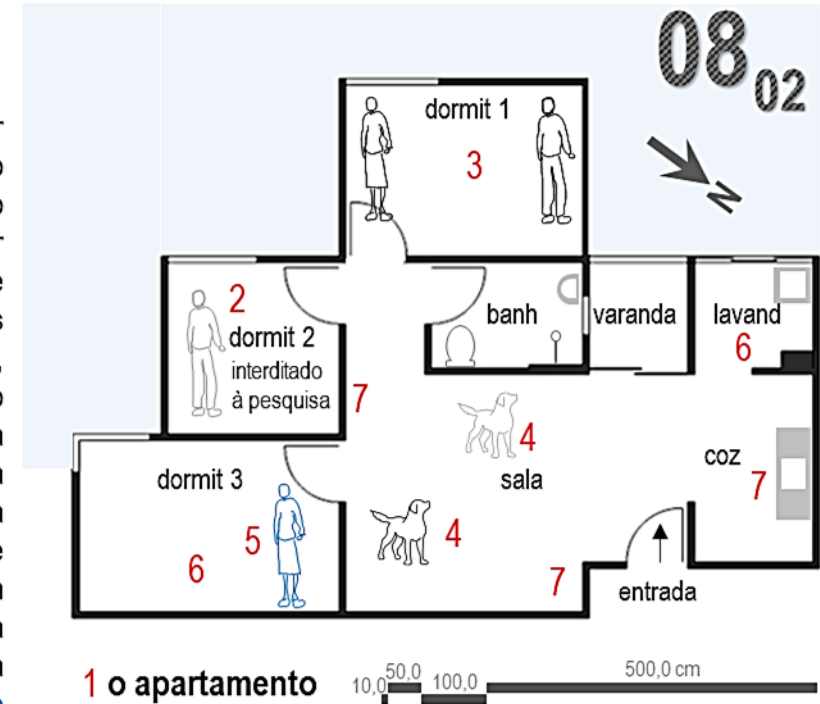 08 02
N
dormit 1
3
2
dormit 2
interditado
à pesquisa
banh
varanda
lavand
6
7
4
sala
coz
7
dormit 3
5
6
4
7
entrada
1 o apartamento
10,0 50,0 100,0 500,0 cm